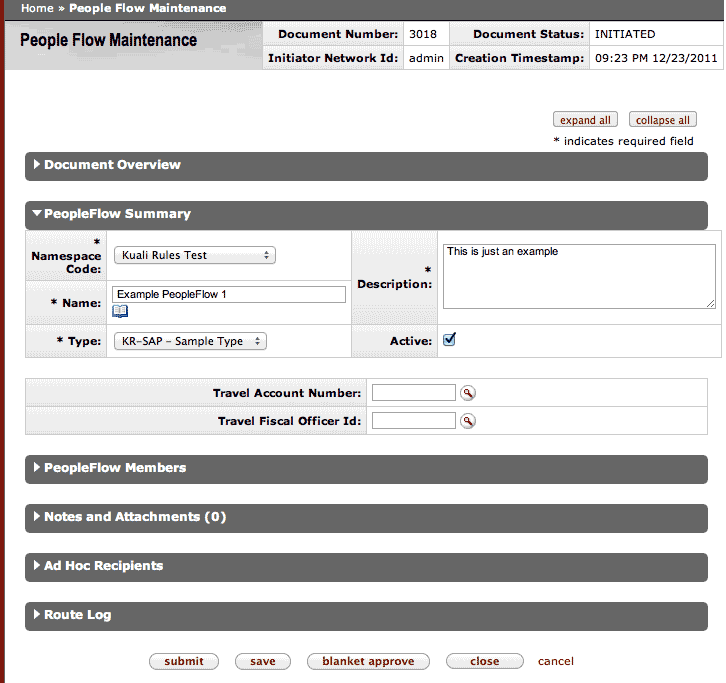 Home » People Flow Maintenance
People Flow Maintenance
Document Number: 3018 Document Status: INITIATED
Initiator Network Id: admin Creation Timestamp: 09:23 PM 12/23/2011
expand all collapse all
* indicates required field
Document Overview
PeopleFlow Summary
* Namespace Code: Kuali Rules Test
* Description: This is just an example
* Name: Example PeopleFlow 1
* Type: KR-SAP - Sample Type
Active:
Travel Account Number:
Travel Fiscal Officer Id:
PeopleFlow Members
Notes and Attachments (0)
Ad Hoc Recipients
Route Log
submit save blanket approve close cancel